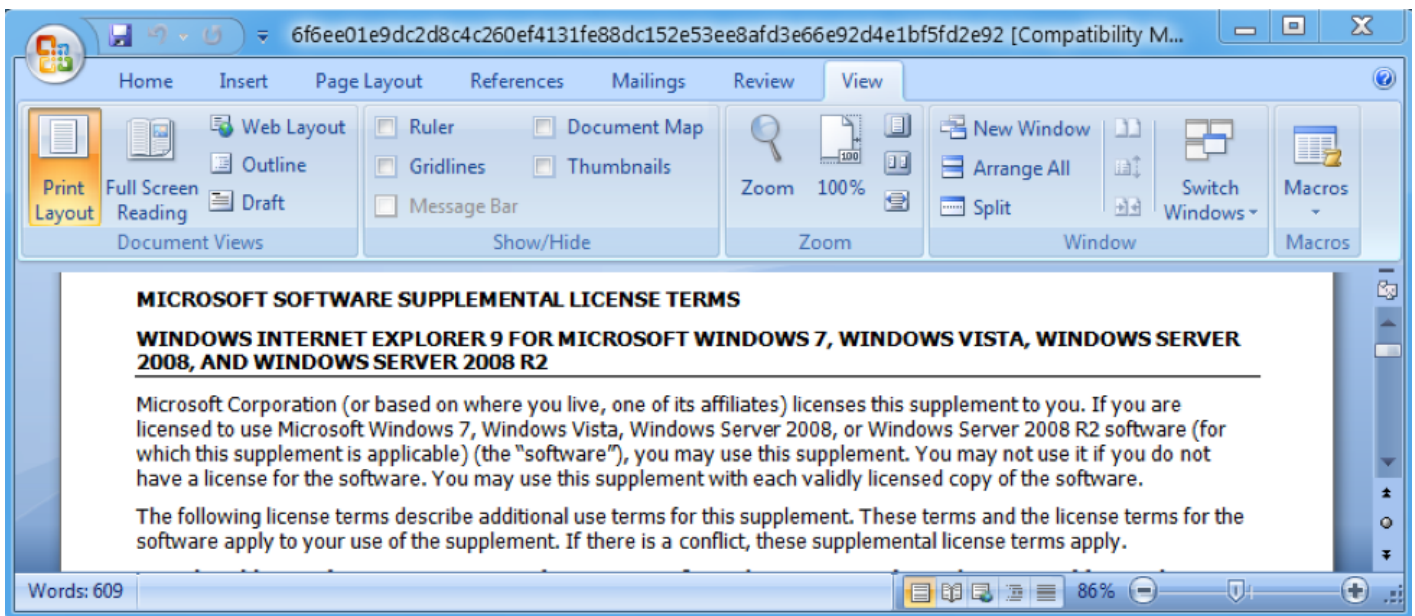 6f6ee01e9dc2d8c4c260ef4131fe88dc152e53ee8afd3e66e92d4e1bf5fd2e92 [Compatibility M...
Home Insert Page Layout References Mailings Review View
Print Layout
Full Screen Reading
Web Layout
Outline
Draft
Document Views
Ruler
Gridlines
Message Bar
Document Map
Thumbnails
Show/Hide
Zoom
100%
100
Zoom
New Window
Arrange All
Split
Switch Windows
Window
Macros
Macros
MICROSOFT SOFTWARE SUPPLEMENTAL LICENSE TERMS
WINDOWS INTERNET EXPLORER 9 FOR MICROSOFT WINDOWS 7, WINDOWS VISTA, WINDOWS SERVER
2008, AND WINDOWS SERVER 2008 R2
Microsoft Corporation (or based on where you live, one of its affiliates) licenses this supplement to you. If you are
licensed to use Microsoft Windows 7, Windows Vista, Windows Server 2008, or Windows Server 2008 R2 software (for
which this supplement is applicable) (the “software”), you may use this supplement. You may not use it if you do not
have a license for the software. You may use this supplement with each validly licensed copy of the software.
The following license terms describe additional use terms for this supplement. These terms and the license terms for the
software apply to your use of the supplement. If there is a conflict, these supplemental license terms apply.
Words: 609
86%